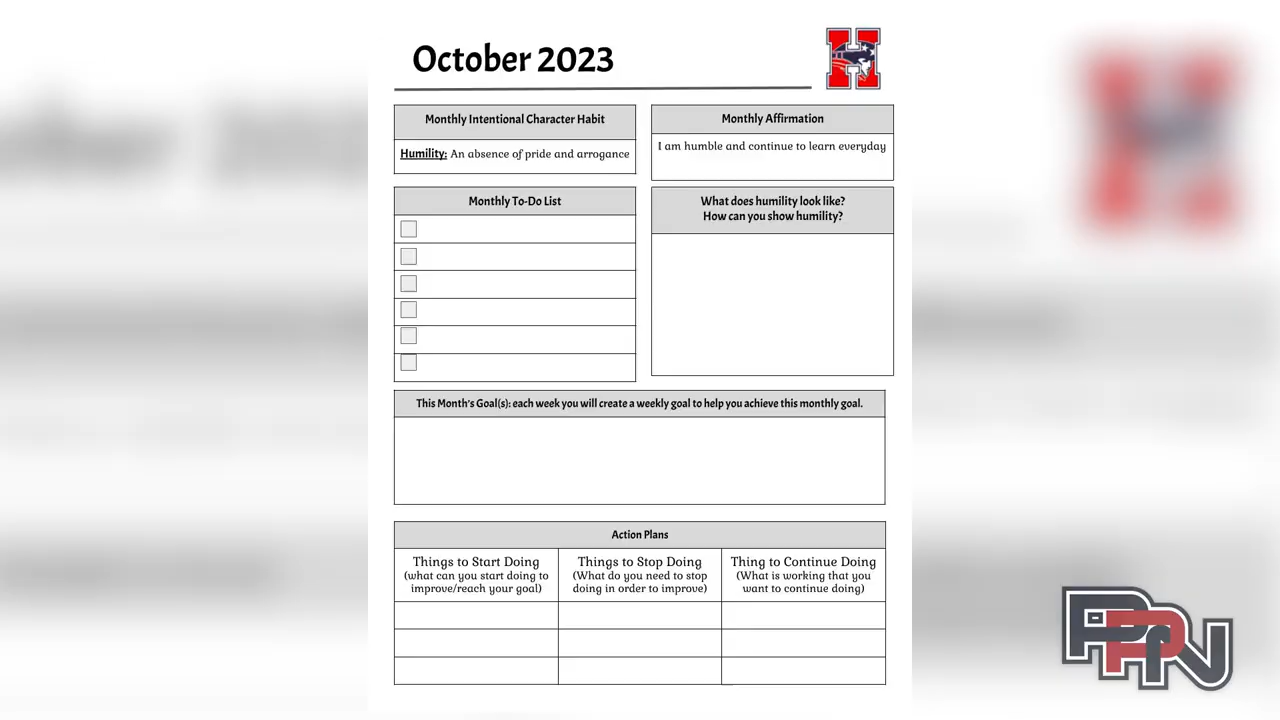 October 2023
H
Monthly Intentional Character Habit
Humility: An absence of pride and arrogance
Monthly Affirmation
I am humble and continue to learn everyday
Monthly To-Do List
What does humility look like?
How can you show humility?
This Month's Goal(s): each week you will create a weekly goal to help you achieve this monthly goal.
Action Plans
Things to Start Doing
(what can you start doing to
improve/reach your goal)
Things to Stop Doing
(What do you need to stop
doing in order to improve)
Thing to Continue Doing
(What is working that you
want to continue doing)
PPN